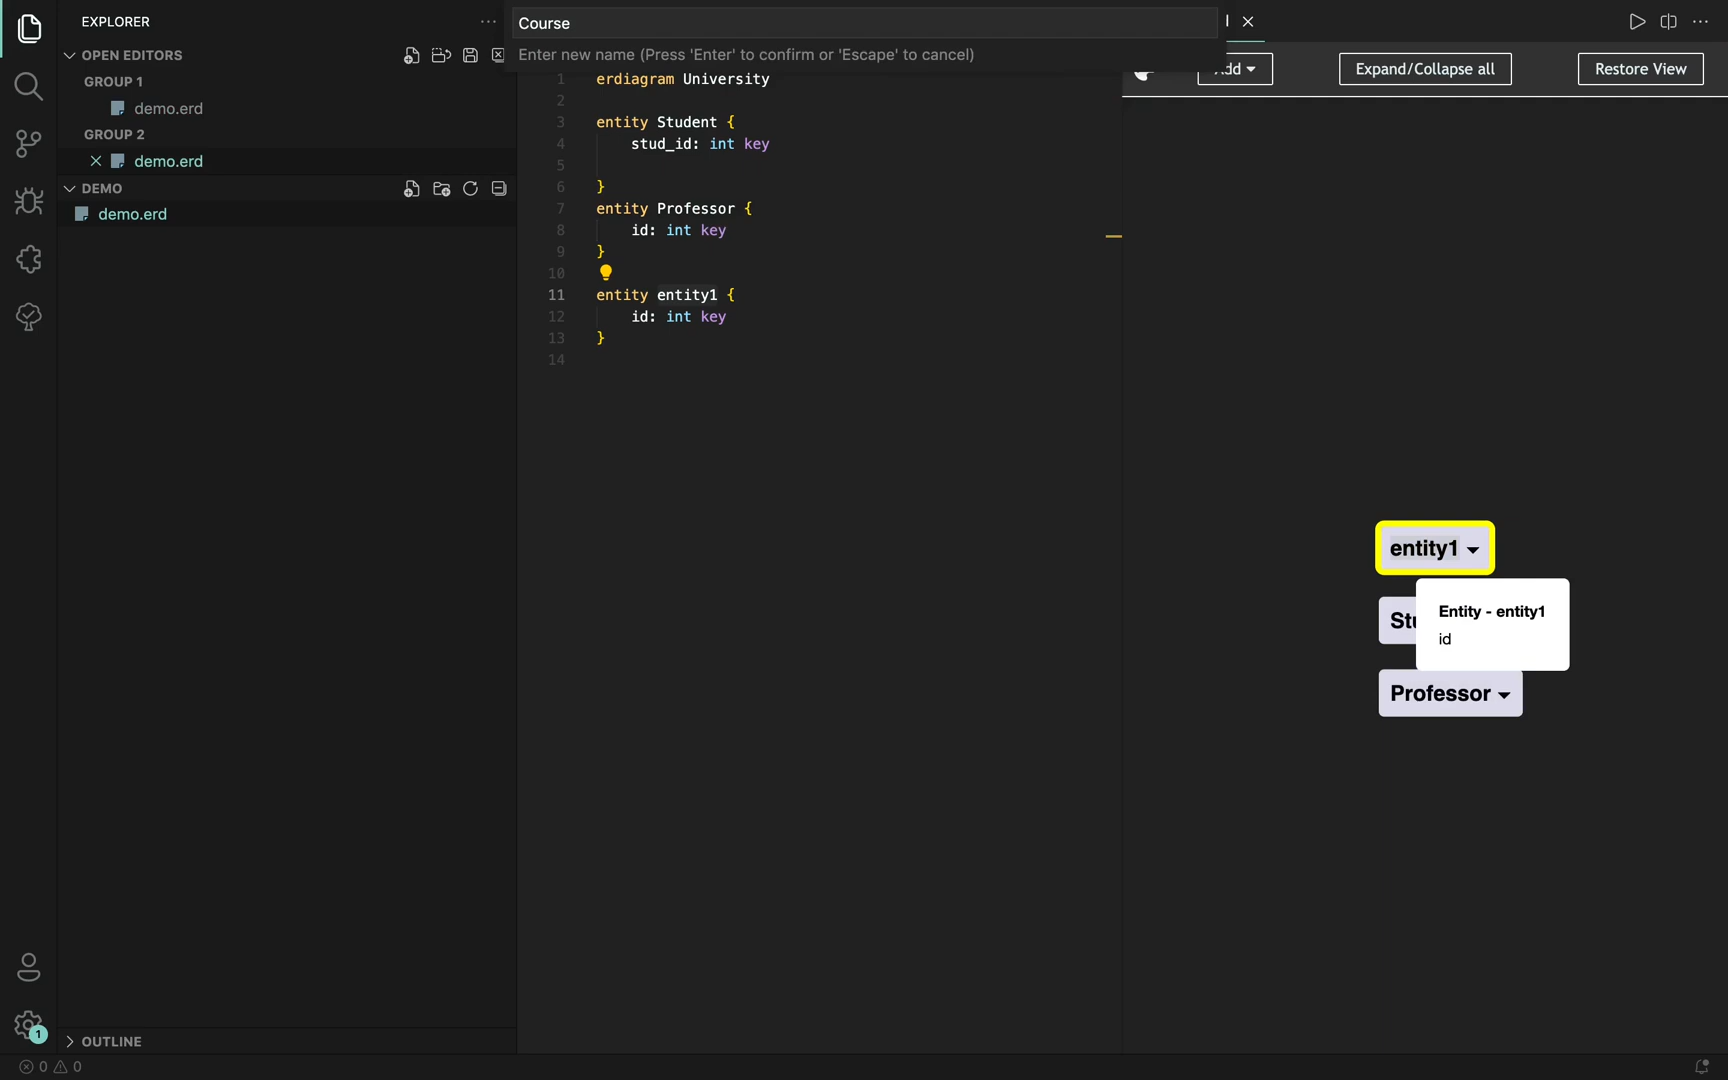 EXPLORER
OPEN EDITORS
GROUP 1
demo.erd
GROUP 2
demo.erd
DEMO
demo.erd
OUTLINE
1
0 0
Course
Enter new name (Press 'Enter' to confirm or 'Escape' to cancel)
1 erdiagram University
2
3 entity Student {
4 stud_id: int key
5
6 }
7 entity Professor {
8 id: int key
9 }
10
11 entity entity1 {
12 id: int key
13 }
14
Add
Expand/Collapse all
Restore View
entity1
Entity - entity1
id
Professor